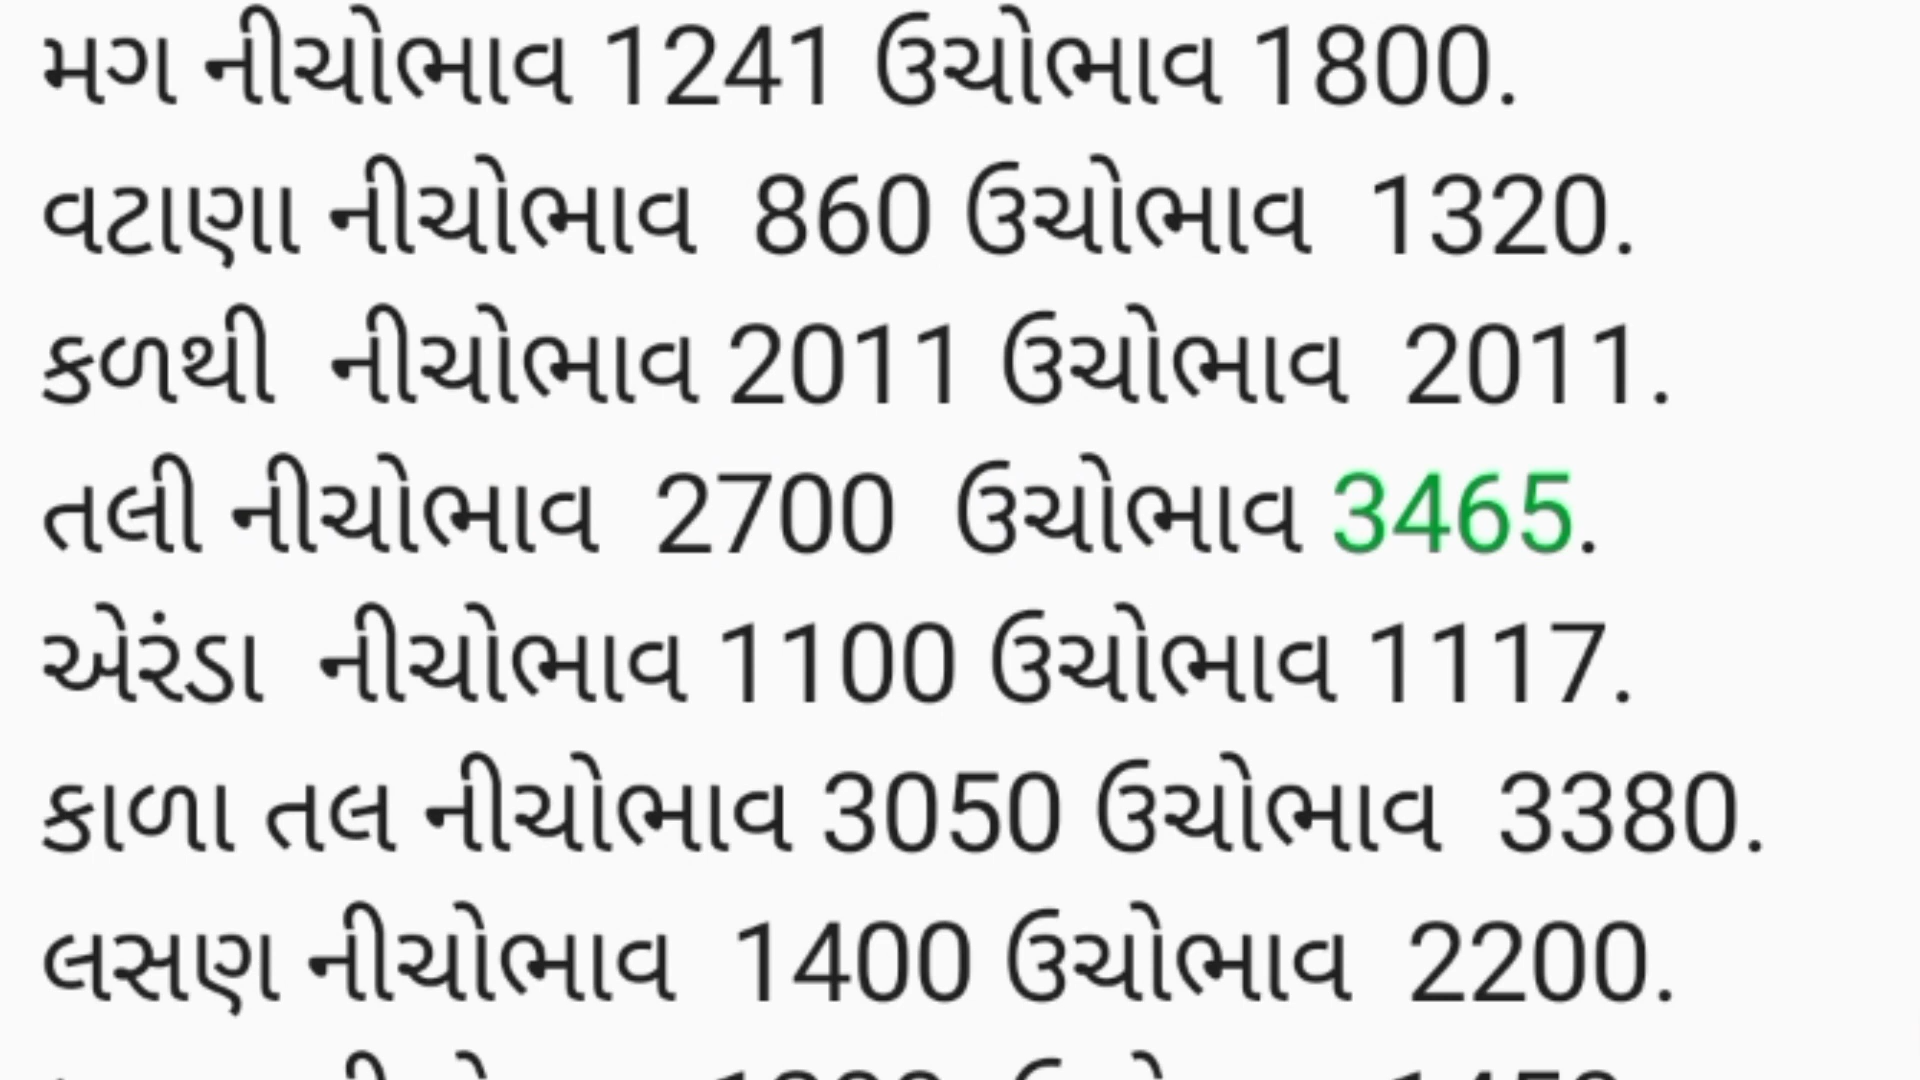 મગ નીચોભાવ 1241 ઉચોભાવ 1800.
વટાણા નીચોભાવ 860 ઉચોભાવ 1320.
કળથી નીચોભાવ 2011 ઉચોભાવ 2011.
તલી નીચોભાવ 2700 ઉચોભાવ 3465.
એરંડા નીચોભાવ 1100 ઉચોભાવ 1117.
કાળા તલ નીચોભાવ 3050 ઉચોભાવ 3380.
લસણ નીચોભાવ 1400 ઉચોભાવ 2200.